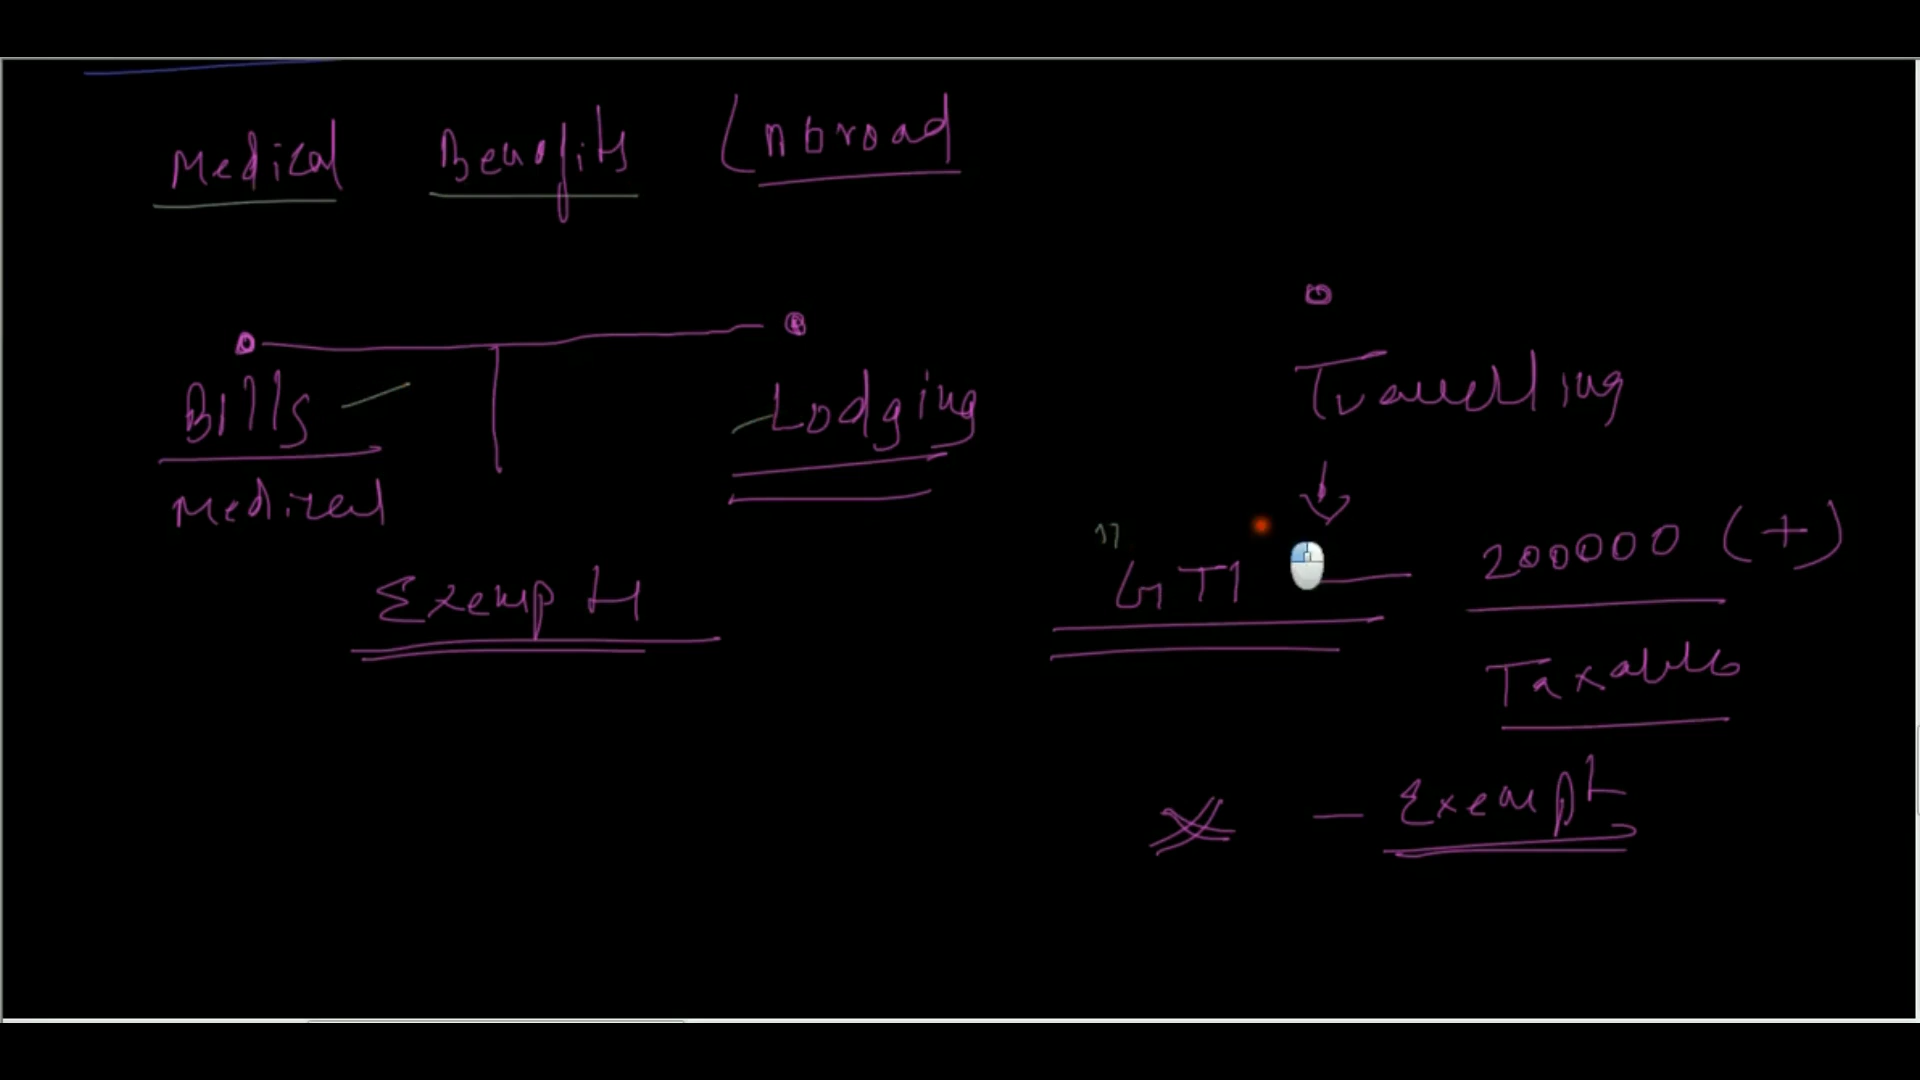 Medical Benefits (Abroad
Bills
Medical
Lodging
Exempt
Travelling
GTI — 200000 (+)
Taxable
— Exempt